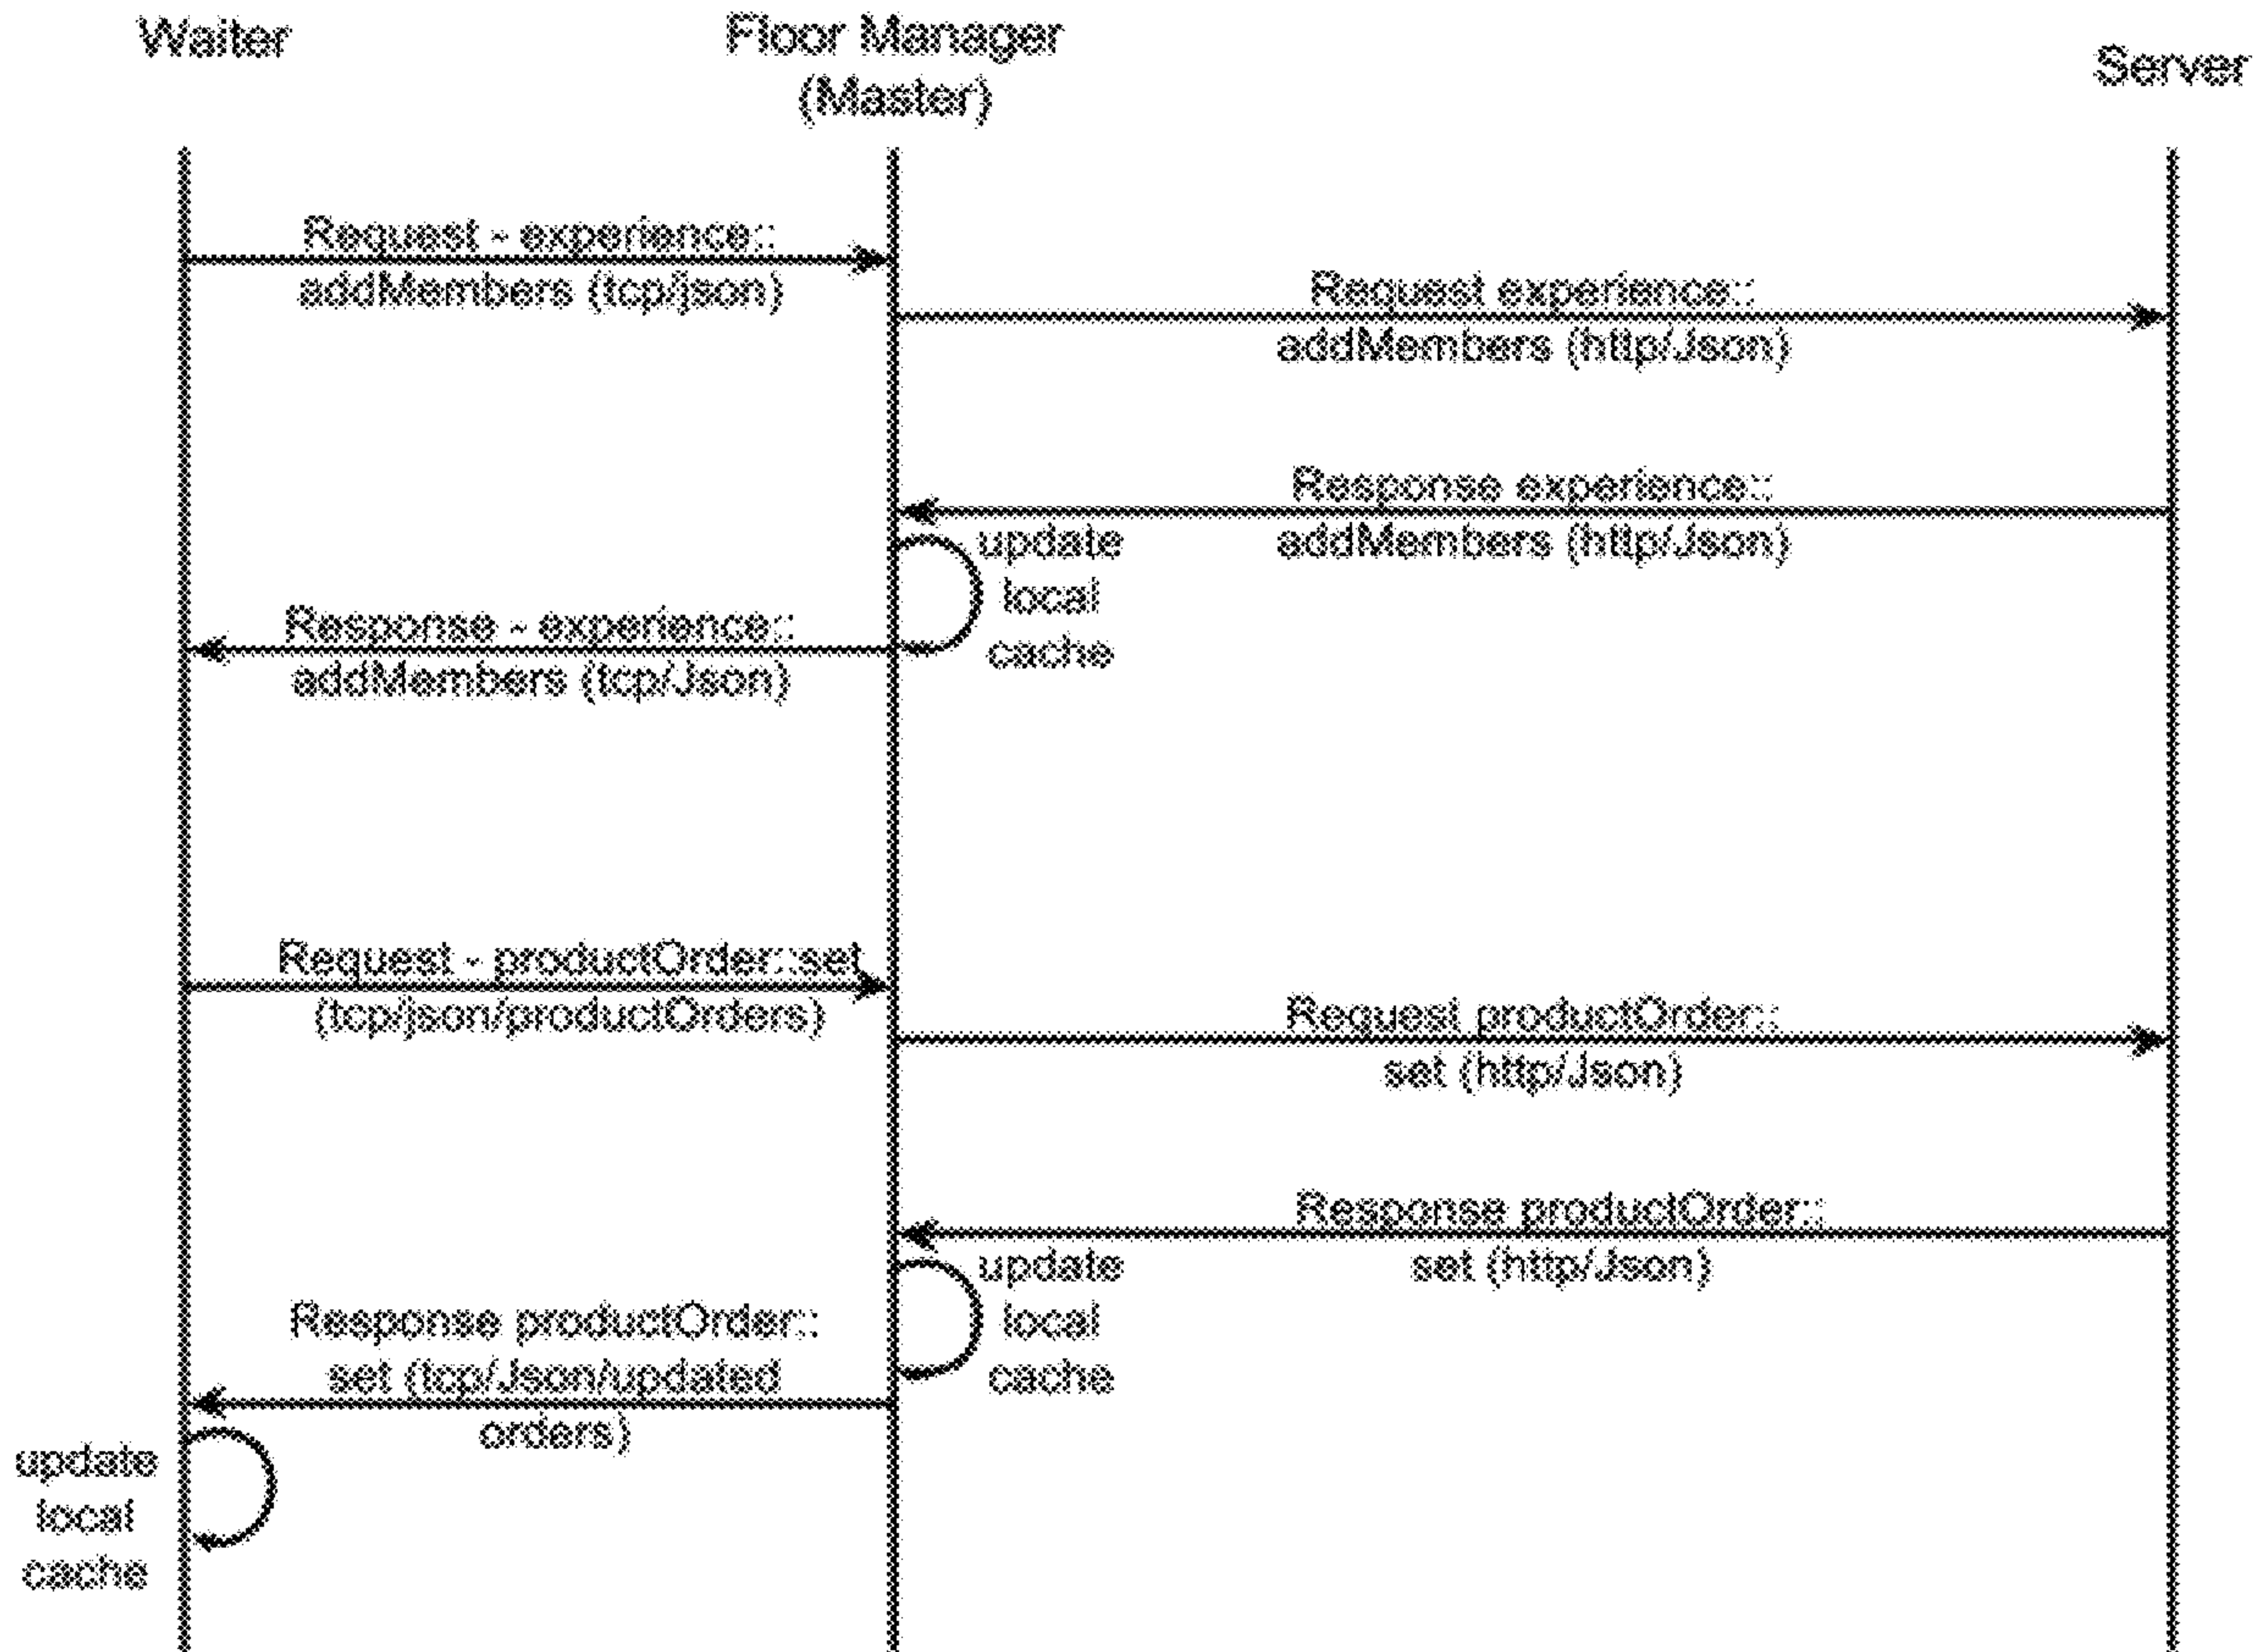 Waiter
Floor Manager
(Master)
Server
Request - experience::
addMembers (tcp/json)
Request experience::
addMembers (http/Json)
Response experience::
addMembers (http/Json)
update
local
cache
Response - experience::
addMembers (tcp/Json)
Request - productOrder::set
(tcp/json/productOrders)
Request productOrder::
set (http/Json)
Response productOrder::
set (http/Json)
update
local
cache
Response productOrder::
set (tcp/Json/updated
orders)
update
local
cache